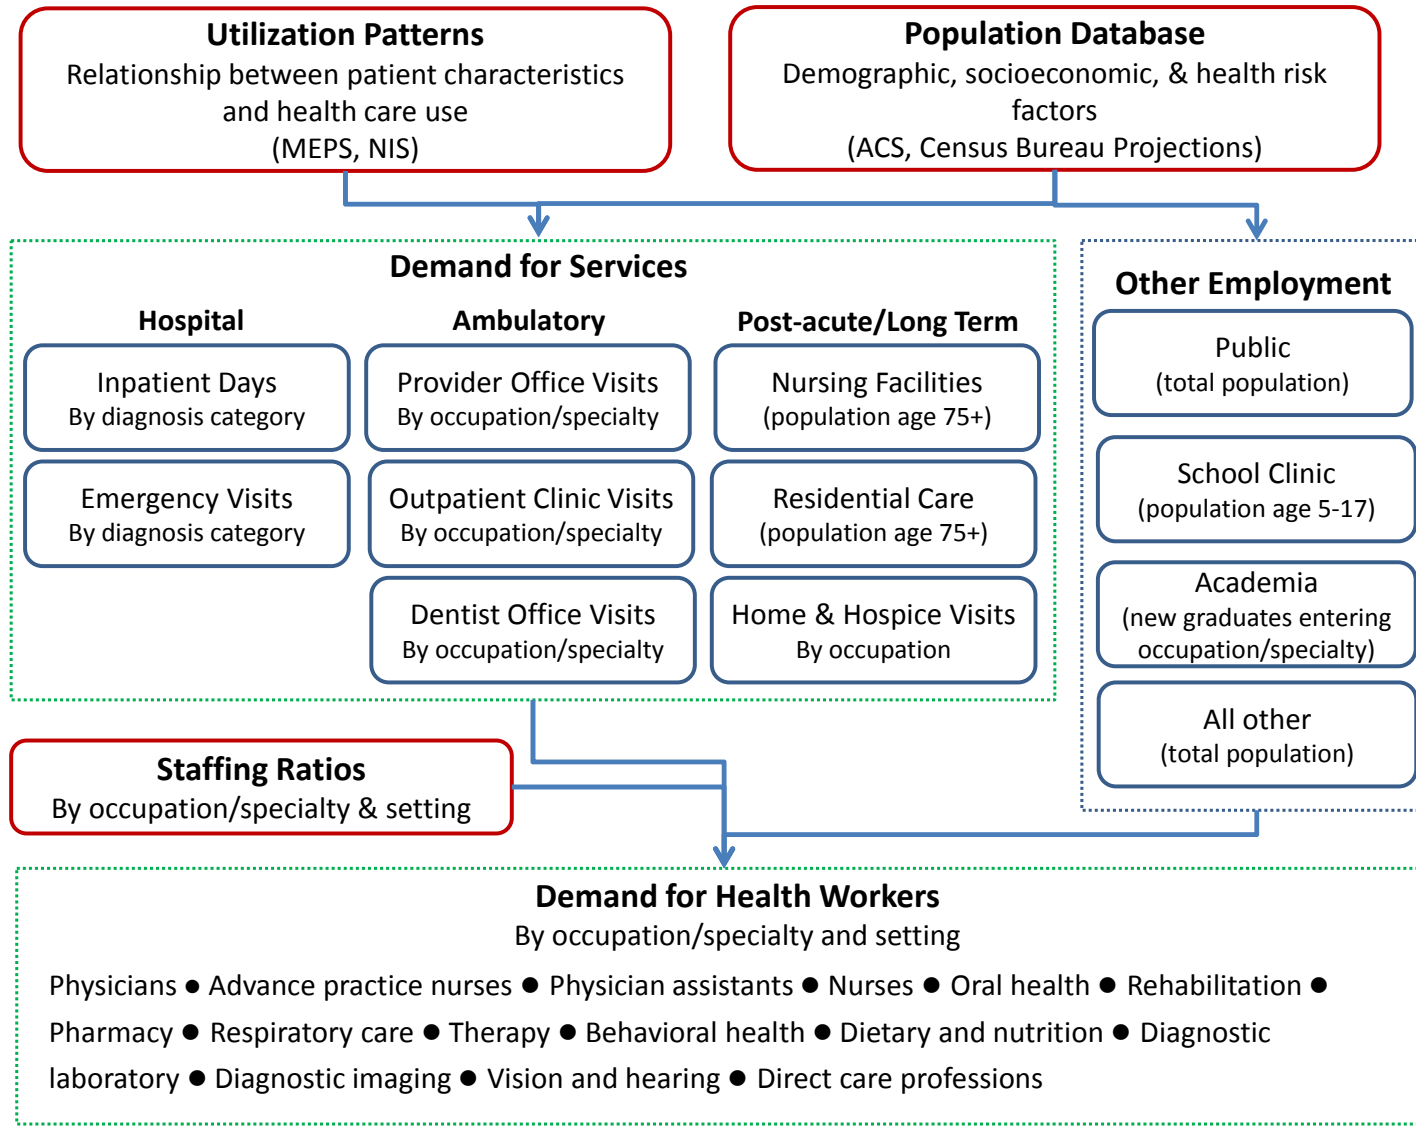 Utilization Patterns
Relationship between patient characteristics
and health care use
(MEPS, NIS)
Population Database
Demographic, socioeconomic, & health risk
factors
(ACS, Census Bureau Projections)
Demand for Services
Hospital
Inpatient Days
By diagnosis category
Emergency Visits
By diagnosis category
Ambulatory
Provider Office Visits
By occupation/specialty
Outpatient Clinic Visits
By occupation/specialty
Dentist Office Visits
By occupation/specialty
Post-acute/Long Term
Nursing Facilities
(population age 75+)
Residential Care
(population age 75+)
Home & Hospice Visits
By occupation
Other Employment
Public
(total population)
School Clinic
(population age 5-17)
Academia
(new graduates entering
occupation/specialty)
All other
(total population)
Staffing Ratios
By occupation/specialty & setting
Demand for Health Workers
By occupation/specialty and setting
Physicians ● Advance practice nurses ● Physician assistants ● Nurses ● Oral health ● Rehabilitation ●
Pharmacy ● Respiratory care ● Therapy ● Behavioral health ● Dietary and nutrition ● Diagnostic
laboratory ● Diagnostic imaging ● Vision and hearing ● Direct care professions